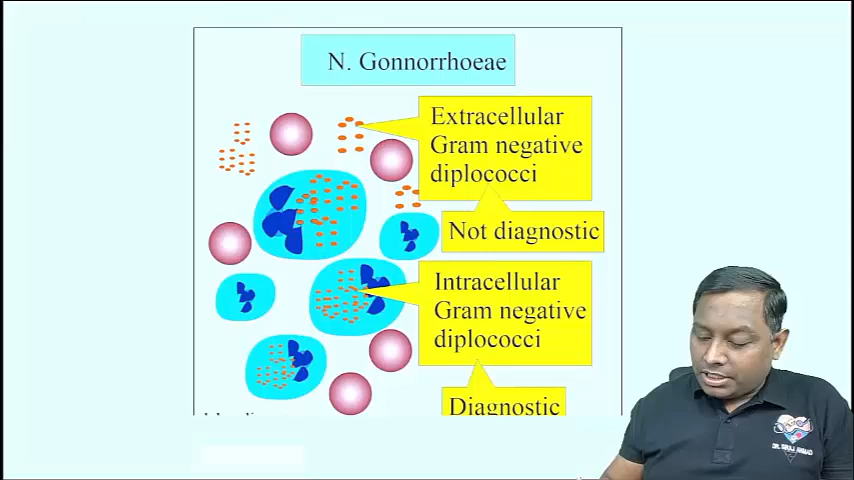 N. Gonnorrhoeae
Extracellular
Gram negative
diplococci
Not diagnostic
Intracellular
Gram negative
diplococci
Diagnostic